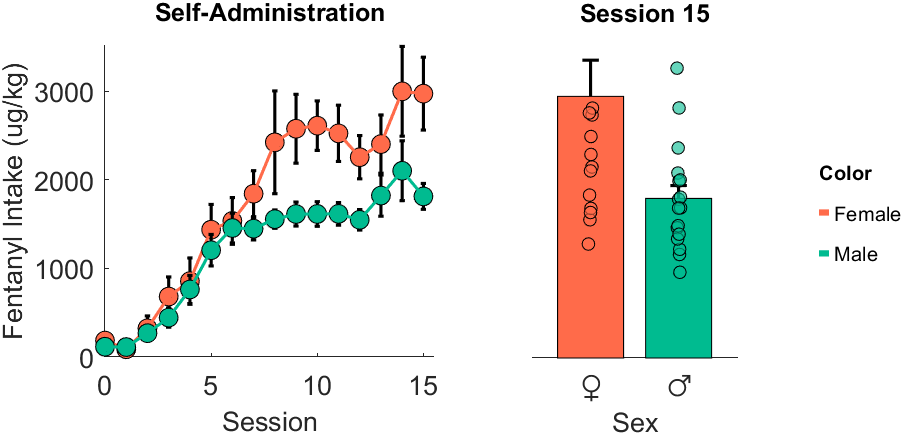 Self-Administration
Session 15
Fentanyl Intake (ug/kg)
3000
2000
1000
0
0 5 10 15
Session
♀ ♂
Sex
Color
Female
Male